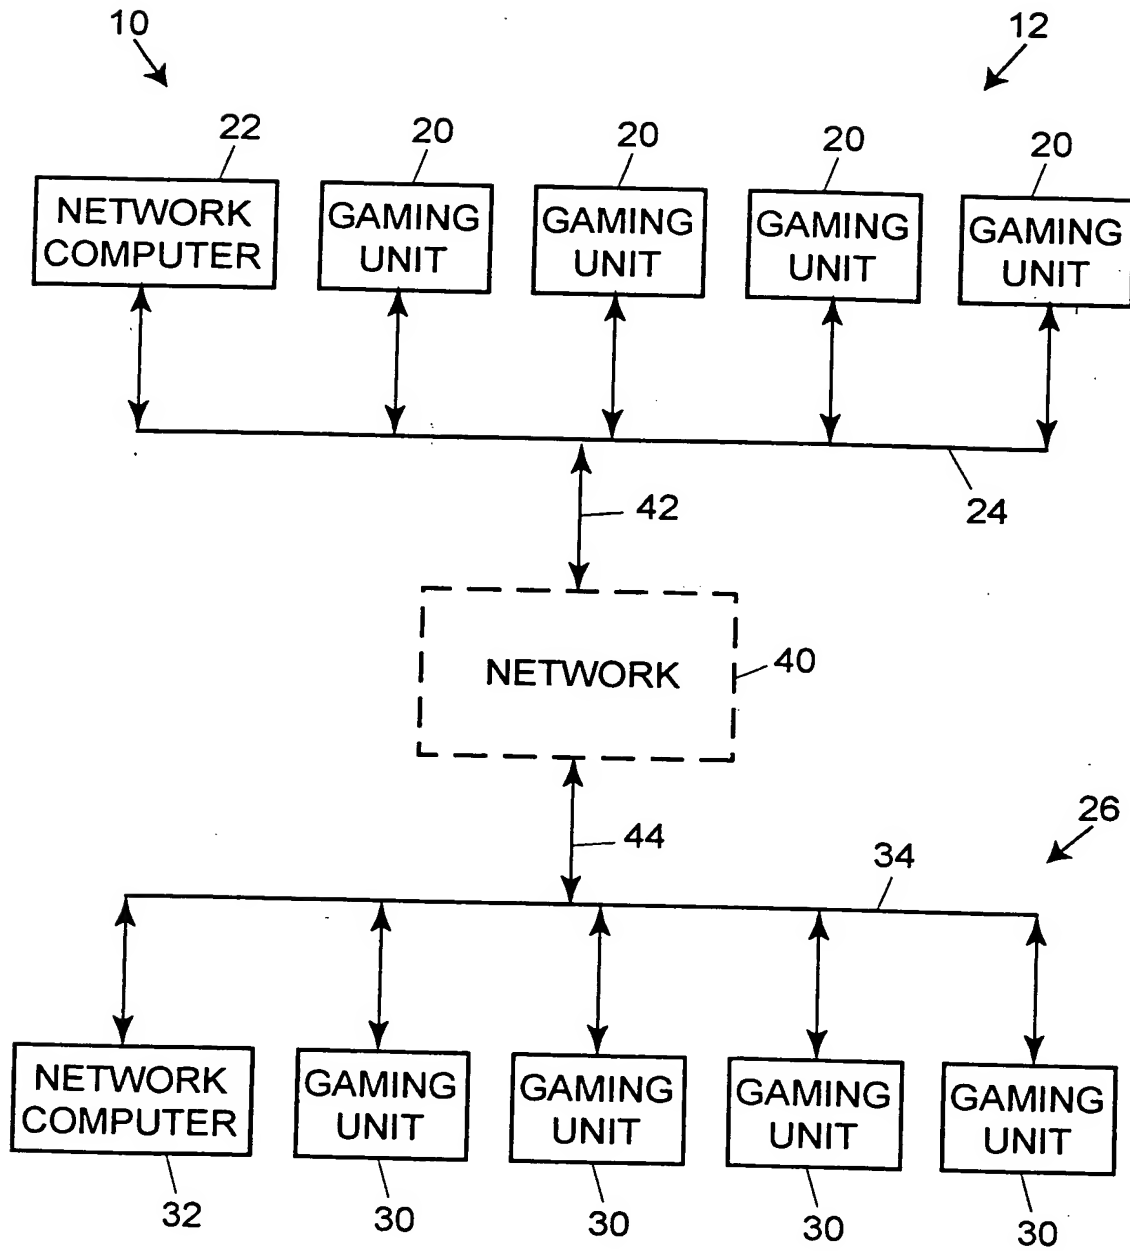 10
12
22
20
20
20
20
NETWORK
COMPUTER
GAMING
UNIT
GAMING
UNIT
GAMING
UNIT
GAMING
UNIT
42
24
NETWORK
40
26
44
34
NETWORK
COMPUTER
GAMING
UNIT
GAMING
UNIT
GAMING
UNIT
GAMING
UNIT
32
30
30
30
30